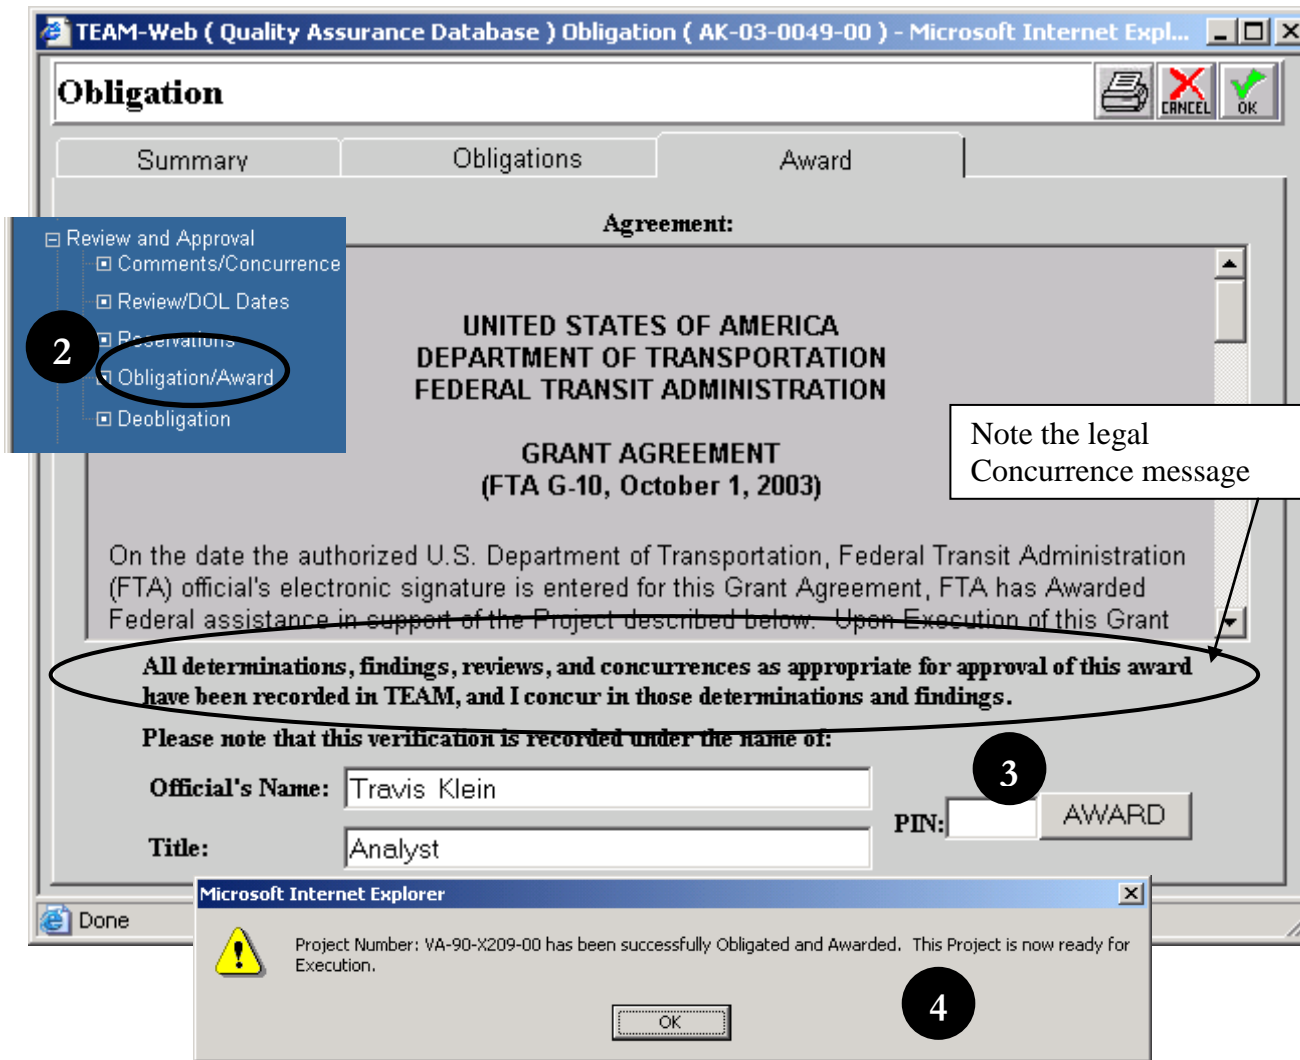 TEAM-Web ( Quality Assurance Database ) Obligation ( AK-03-0049-00 ) - Microsoft Internet Expl...
Obligation
CANCEL
OK
Summary
Obligations
Award
Agreement:
Review and Approval
Comments/Concurrence
Review/DOL Dates
Reservations
Obligation/Award
Deobligation
2
UNITED STATES OF AMERICA
DEPARTMENT OF TRANSPORTATION
FEDERAL TRANSIT ADMINISTRATION
GRANT AGREEMENT
(FTA G-10, October 1, 2003)
Note the legal
Concurrence message
On the date the authorized U.S. Department of Transportation, Federal Transit Administration
(FTA) official's electronic signature is entered for this Grant Agreement, FTA has Awarded
Federal assistance in support of the Project described below. Upon Execution of this Grant
All determinations, findings, reviews, and concurrences as appropriate for approval of this award
have been recorded in TEAM, and I concur in those determinations and findings.
Please note that this verification is recorded under the name of:
Official's Name:
Travis Klein
3
PIN:
AWARD
Title:
Analyst
Done
Microsoft Internet Explorer
Project Number: VA-90-X209-00 has been successfully Obligated and Awarded. This Project is now ready for
Execution.
OK
4